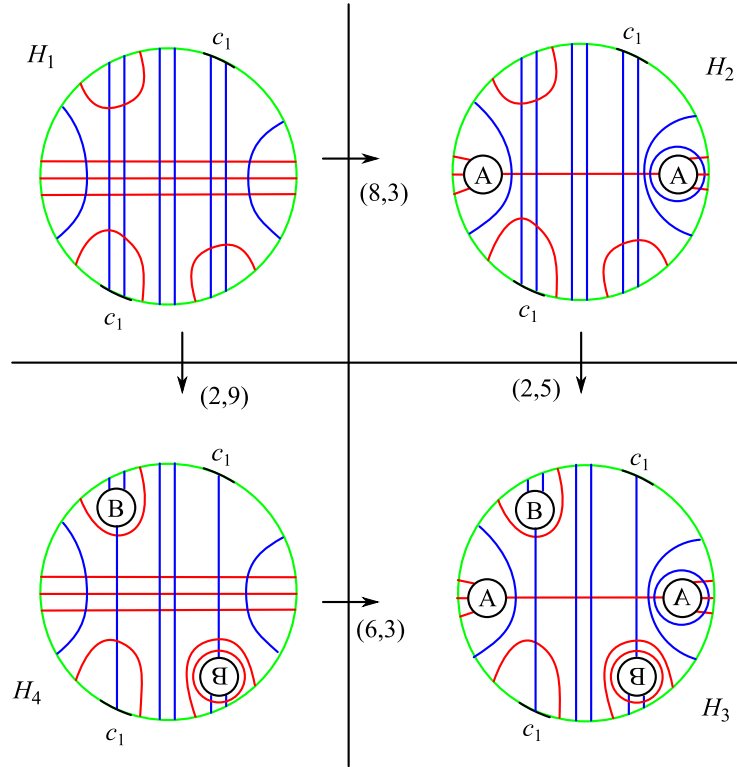 c₁
c₁
H₁
H₂
A
A
(8,3)
c₁
c₁
(2,9)
(2,5)
c₁
c₁
B
B
A
A
(6,3)
B
B
H₄
H₃
c₁
c₁